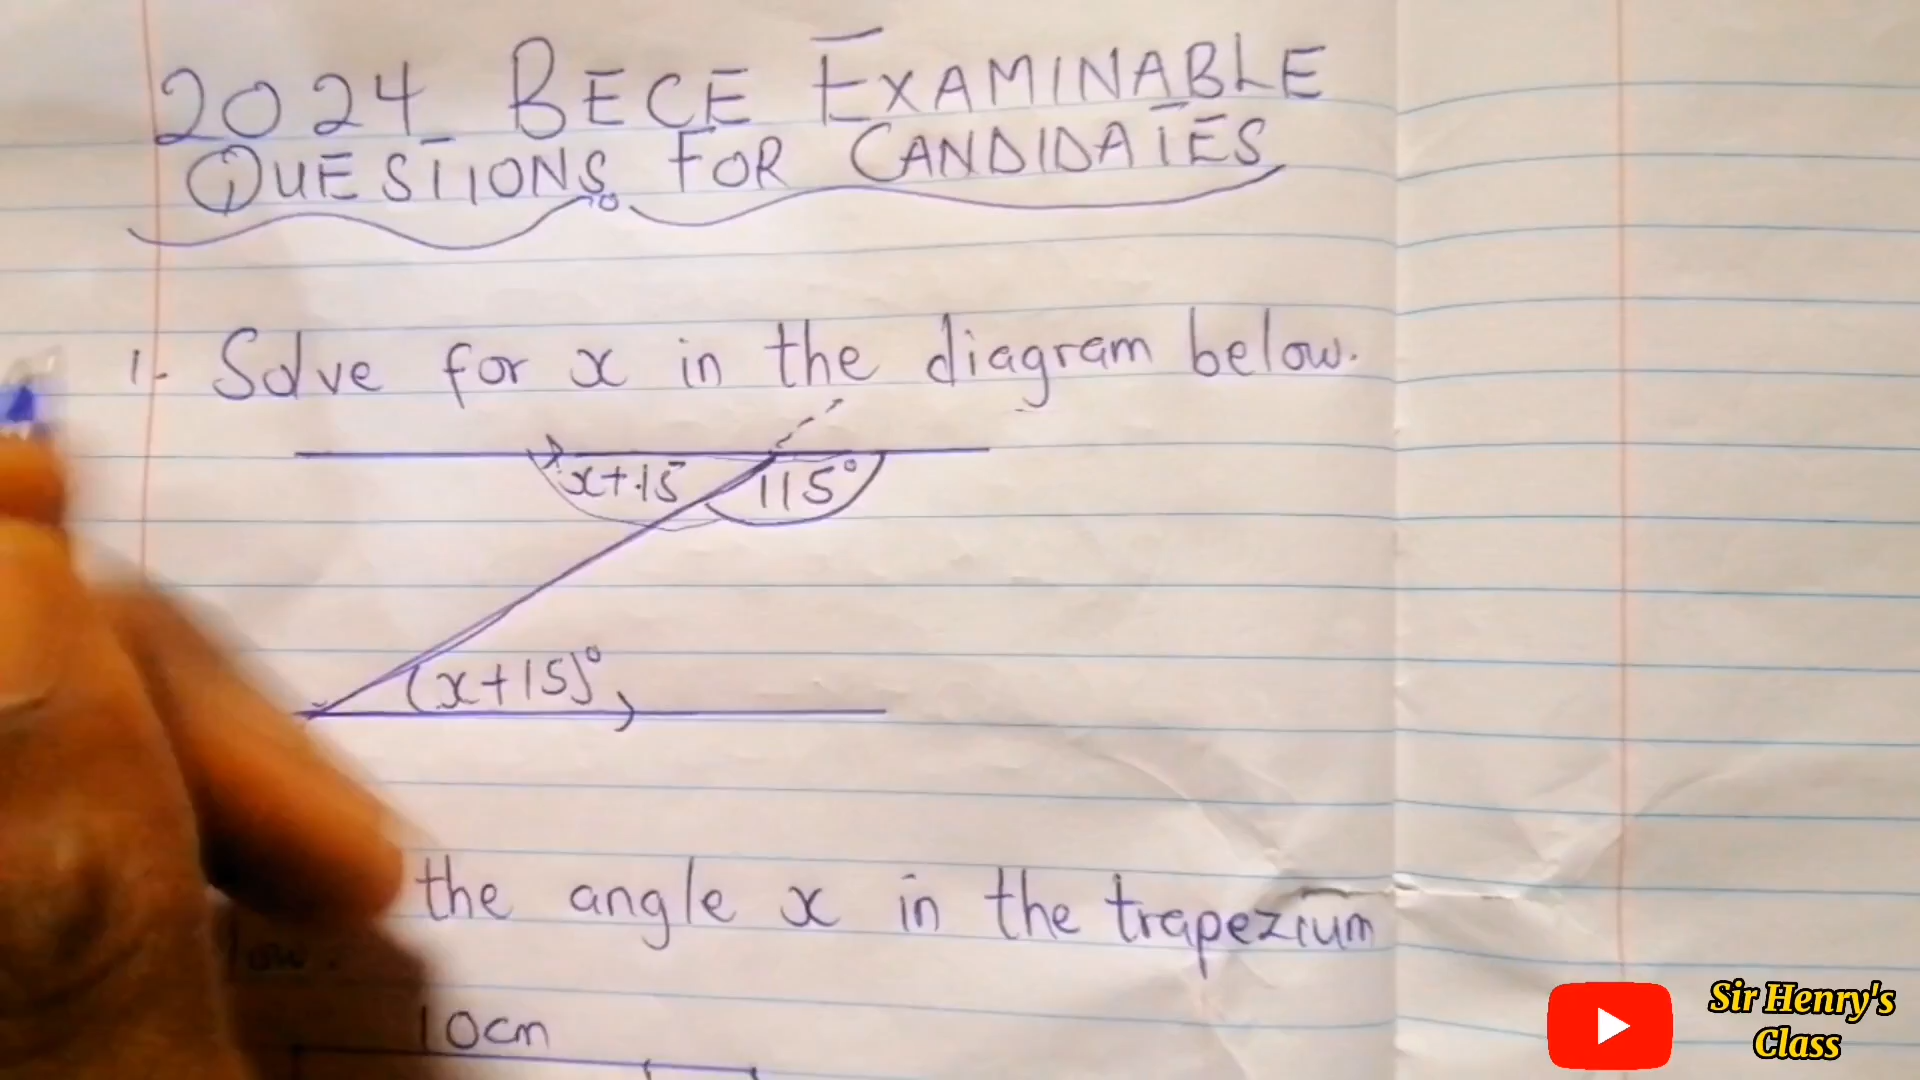 2024 BECE EXAMINABLE
QUESTIONS FOR CANDIDATES
1. Solve for x in the diagram below.
x+15
115°
(x+15)°
the angle x in the trapezium
10cm
Sir Henry's
Class